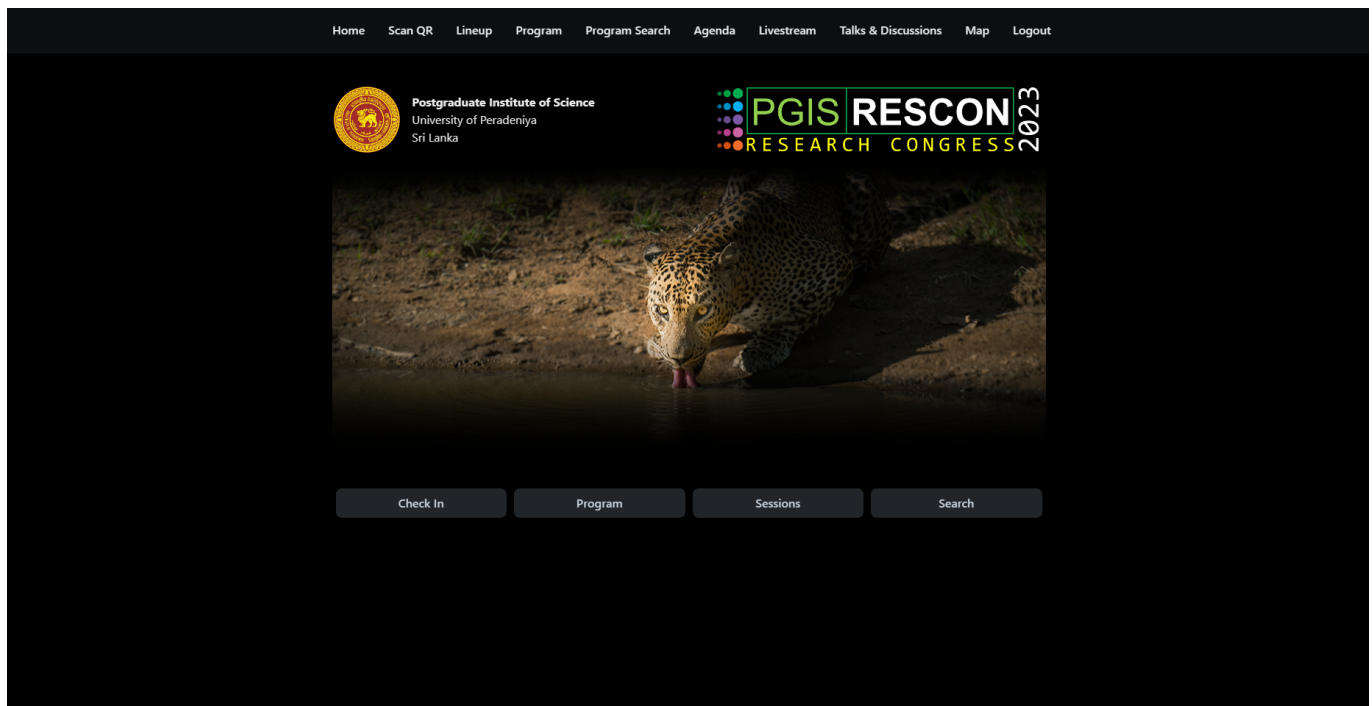 Home Scan QR Lineup Program Program Search Agenda Livestream Talks & Discussions Map Logout
Postgraduate Institute of Science
University of Peradeniya
Sri Lanka
PGIS RESCON 2023
RESEARCH CONGRESS
Check In Program Sessions Search